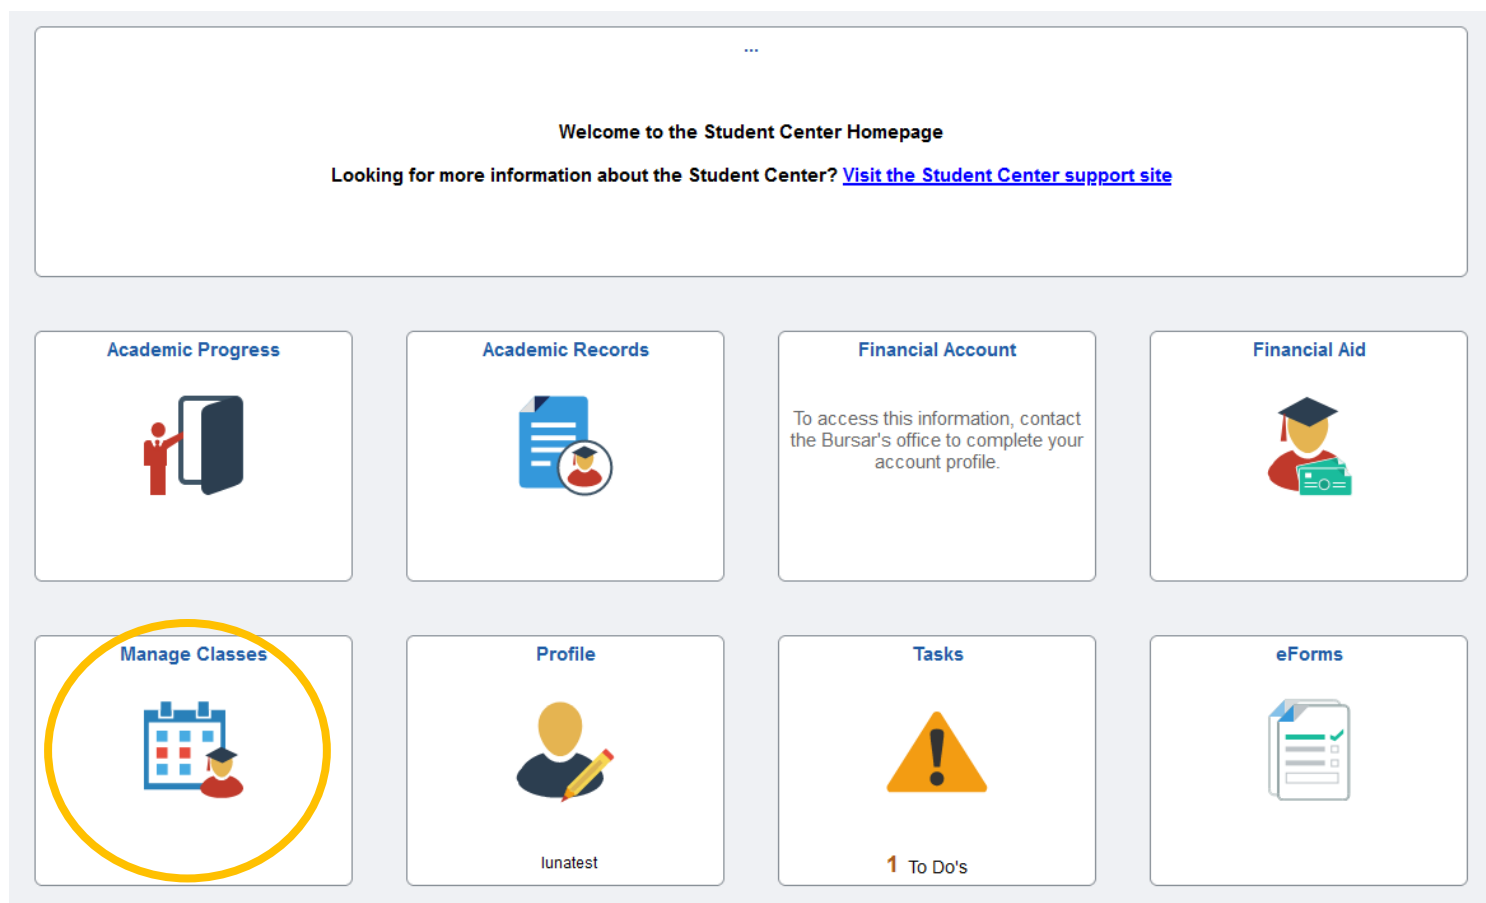 ...
Welcome to the Student Center Homepage
Looking for more information about the Student Center? Visit the Student Center support site
Academic Progress
Academic Records
Financial Account
To access this information, contact
the Bursar's office to complete your
account profile.
Financial Aid
Manage Classes
Profile
lunatest
Tasks
1 To Do's
eForms